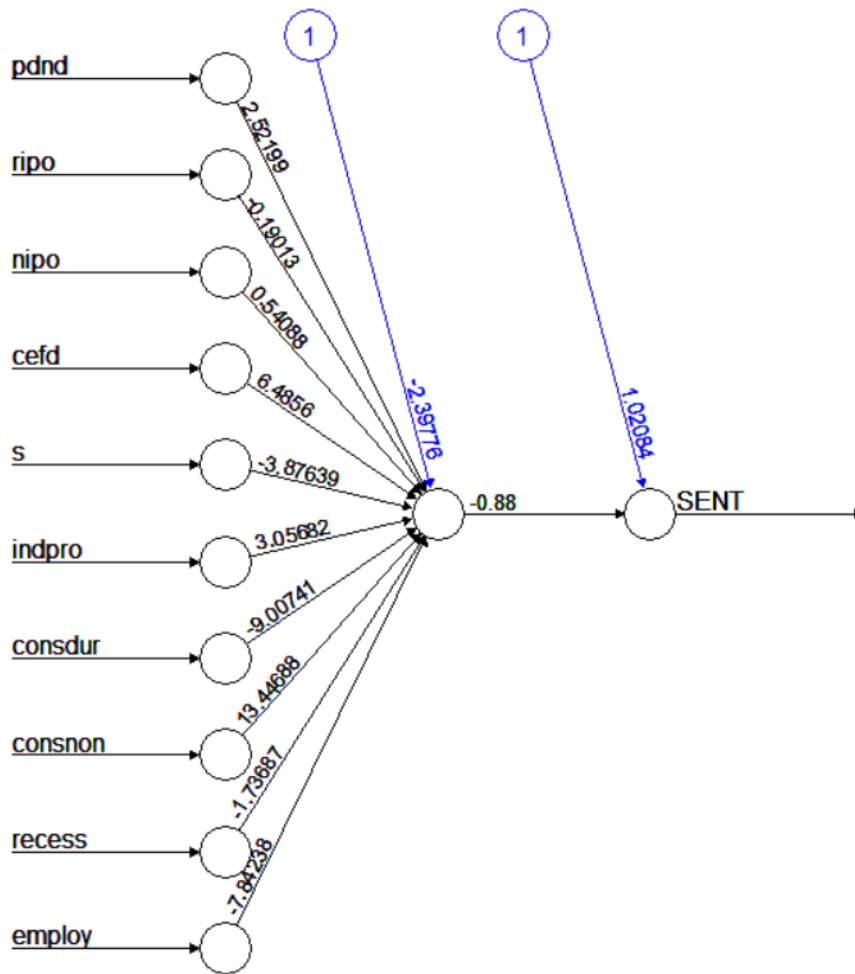 1
1
pdnd
2.52199
ripo
-0.19013
nipo
0.54088
cefd
6.4856
-2.39776
1.02084
s
-3.87639
-0.88
SENT
indpro
3.05682
consdur
-9.00741
consnon
13.44688
recess
-1.73687
employ
-7.84238